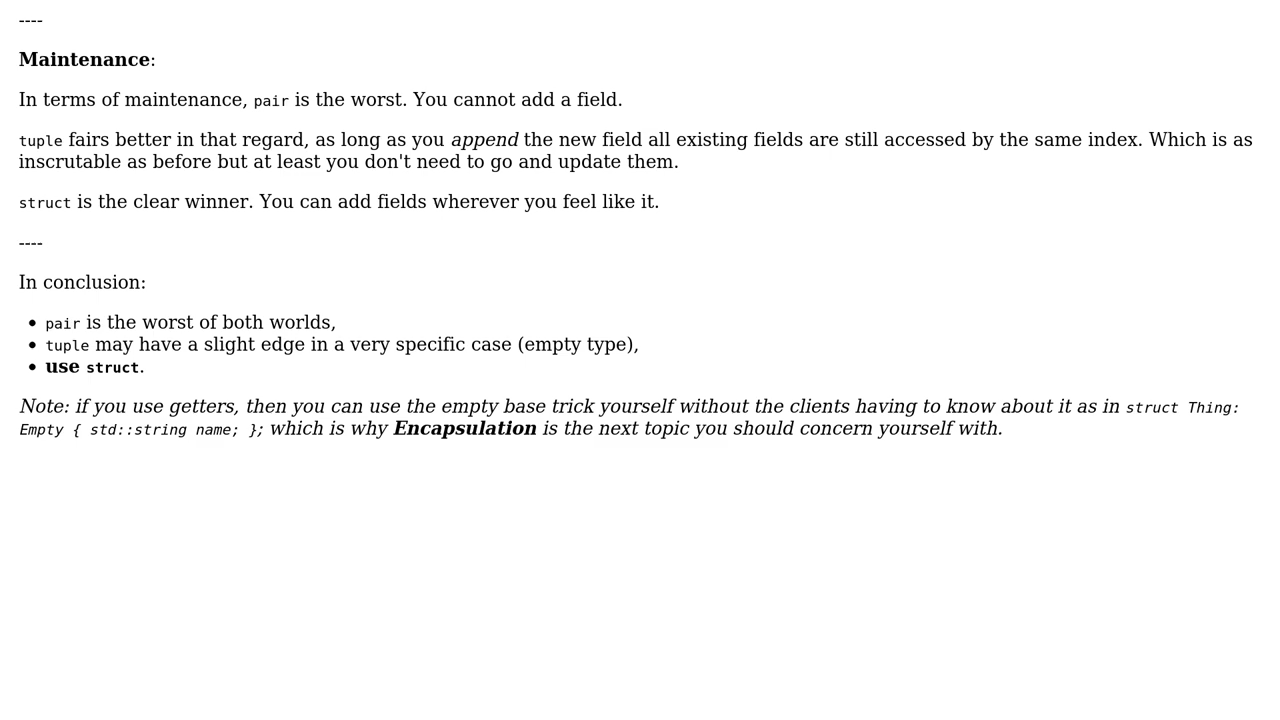 ----
Maintenance:
In terms of maintenance, pair is the worst. You cannot add a field.
tuple fairs better in that regard, as long as you append the new field all existing fields are still accessed by the same index. Which is as
inscrutable as before but at least you don't need to go and update them.
struct is the clear winner. You can add fields wherever you feel like it.
----
In conclusion:
• pair is the worst of both worlds,
• tuple may have a slight edge in a very specific case (empty type),
• use struct.
Note: if you use getters, then you can use the empty base trick yourself without the clients having to know about it as in struct Thing:
Empty { std::string name; }; which is why Encapsulation is the next topic you should concern yourself with.